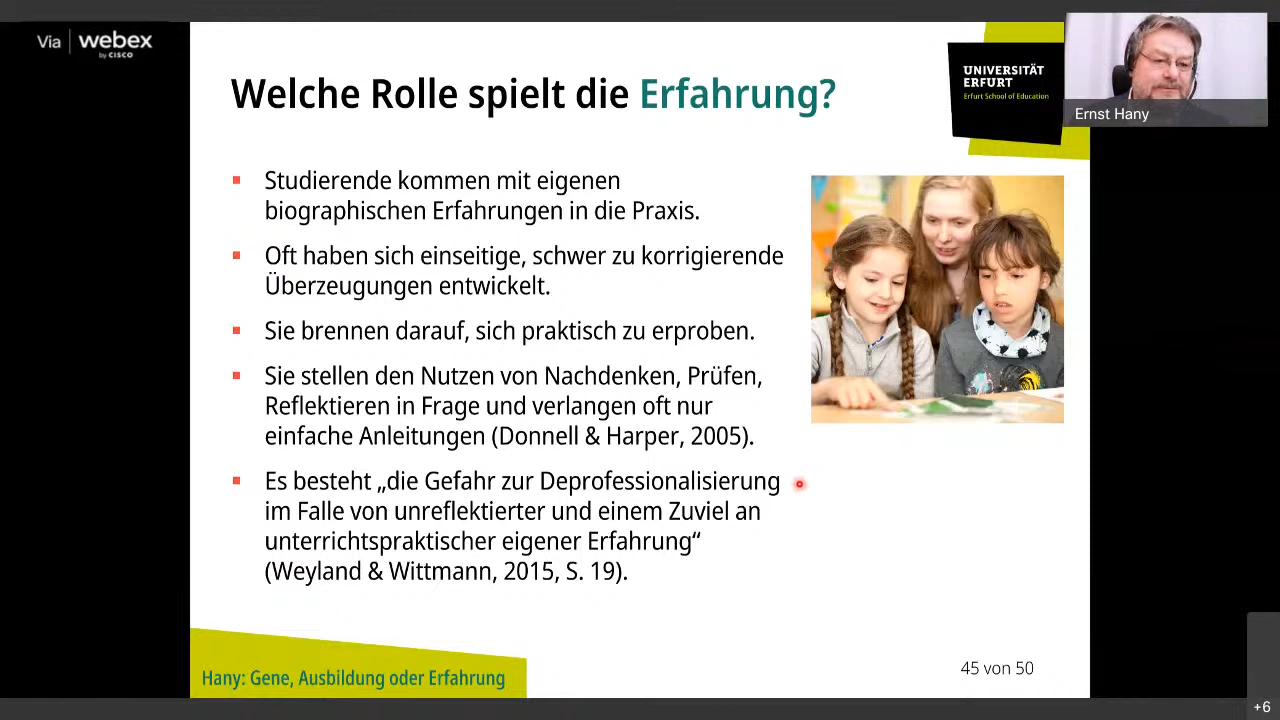 Via webex
by CISCO
Welche Rolle spielt die Erfahrung?
UNIVERSITÄT
ERFURT
Erfurt School of Education
Ernst Hany
Studierende kommen mit eigenen
biographischen Erfahrungen in die Praxis.
Oft haben sich einseitige, schwer zu korrigierende
Überzeugungen entwickelt.
Sie brennen darauf, sich praktisch zu erproben.
Sie stellen den Nutzen von Nachdenken, Prüfen,
Reflektieren in Frage und verlangen oft nur
einfache Anleitungen (Donnell & Harper, 2005).
Es besteht „die Gefahr zur Deprofessionalisierung
im Falle von unreflektierter und einem Zuviel an
unterrichtspraktischer eigener Erfahrung“
(Weyland & Wittmann, 2015, S. 19).
Hany: Gene, Ausbildung oder Erfahrung
45 von 50
+6